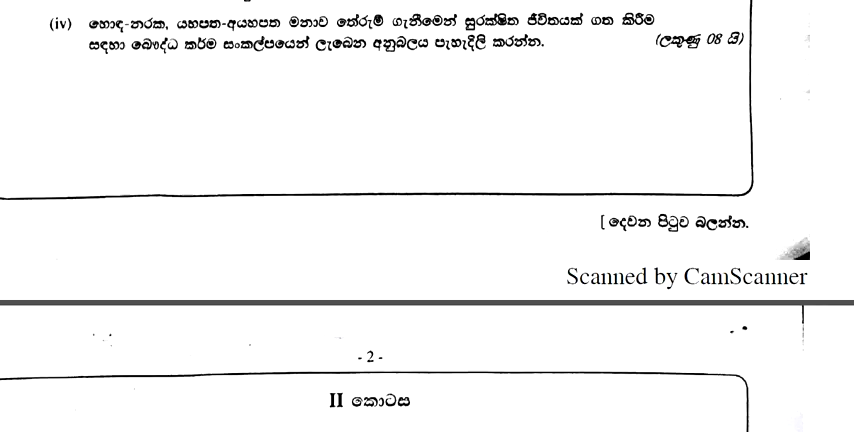 (iv) හොඳ-නරක, යහපත-අයහපත මනාව තේරුම් ගැනීමෙන් සුරක්ෂිත ජීවිතයක් ගත කිරීම
සඳහා බෞද්ධ කර්ම සංකල්පයෙන් ලැබෙන අනුබලය පැහැදිලි කරන්න. (ලකුණු 08 යි)
[ දෙවන පිටුව බලන්න.
Scanned by CamScanner
- 2 -
II කොටස